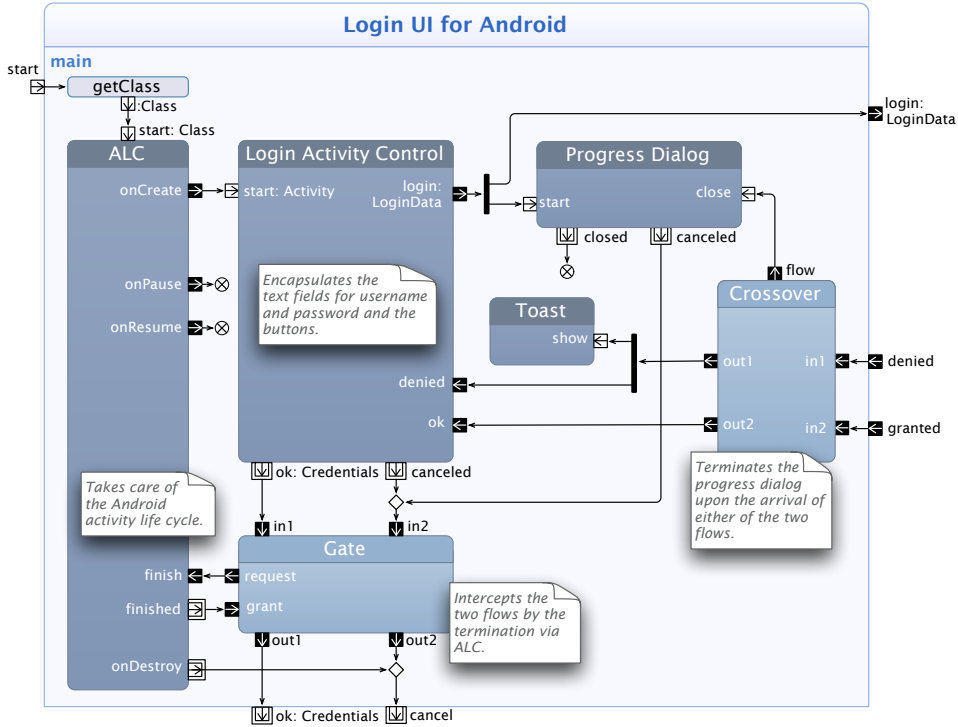 Login UI for Android
main
start
getClass
:Class
start: Class
login:
LoginData
ALC
Login Activity Control
Progress Dialog
onCreate
start: Activity
login:
LoginData
start
close
closed
canceled
onPause
onResume
Encapsulates the
text fields for username
and password and the
buttons.
flow
Crossover
Toast
show
out1
in1
denied
denied
ok
out2
in2
granted
ok: Credentials
canceled
Takes care of
the Android
activity life cycle.
Terminates the
progress dialog
upon the arrival of
either of the two
flows.
in1
in2
Gate
finish
request
finished
grant
Intercepts the
two flows by the
termination via
ALC.
out1
out2
onDestroy
ok: Credentials
cancel